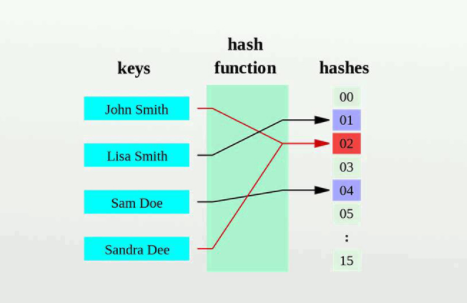 keys
hash
function
hashes
John Smith
Lisa Smith
Sam Doe
Sandra Dee
00
01
02
03
04
05
:
15